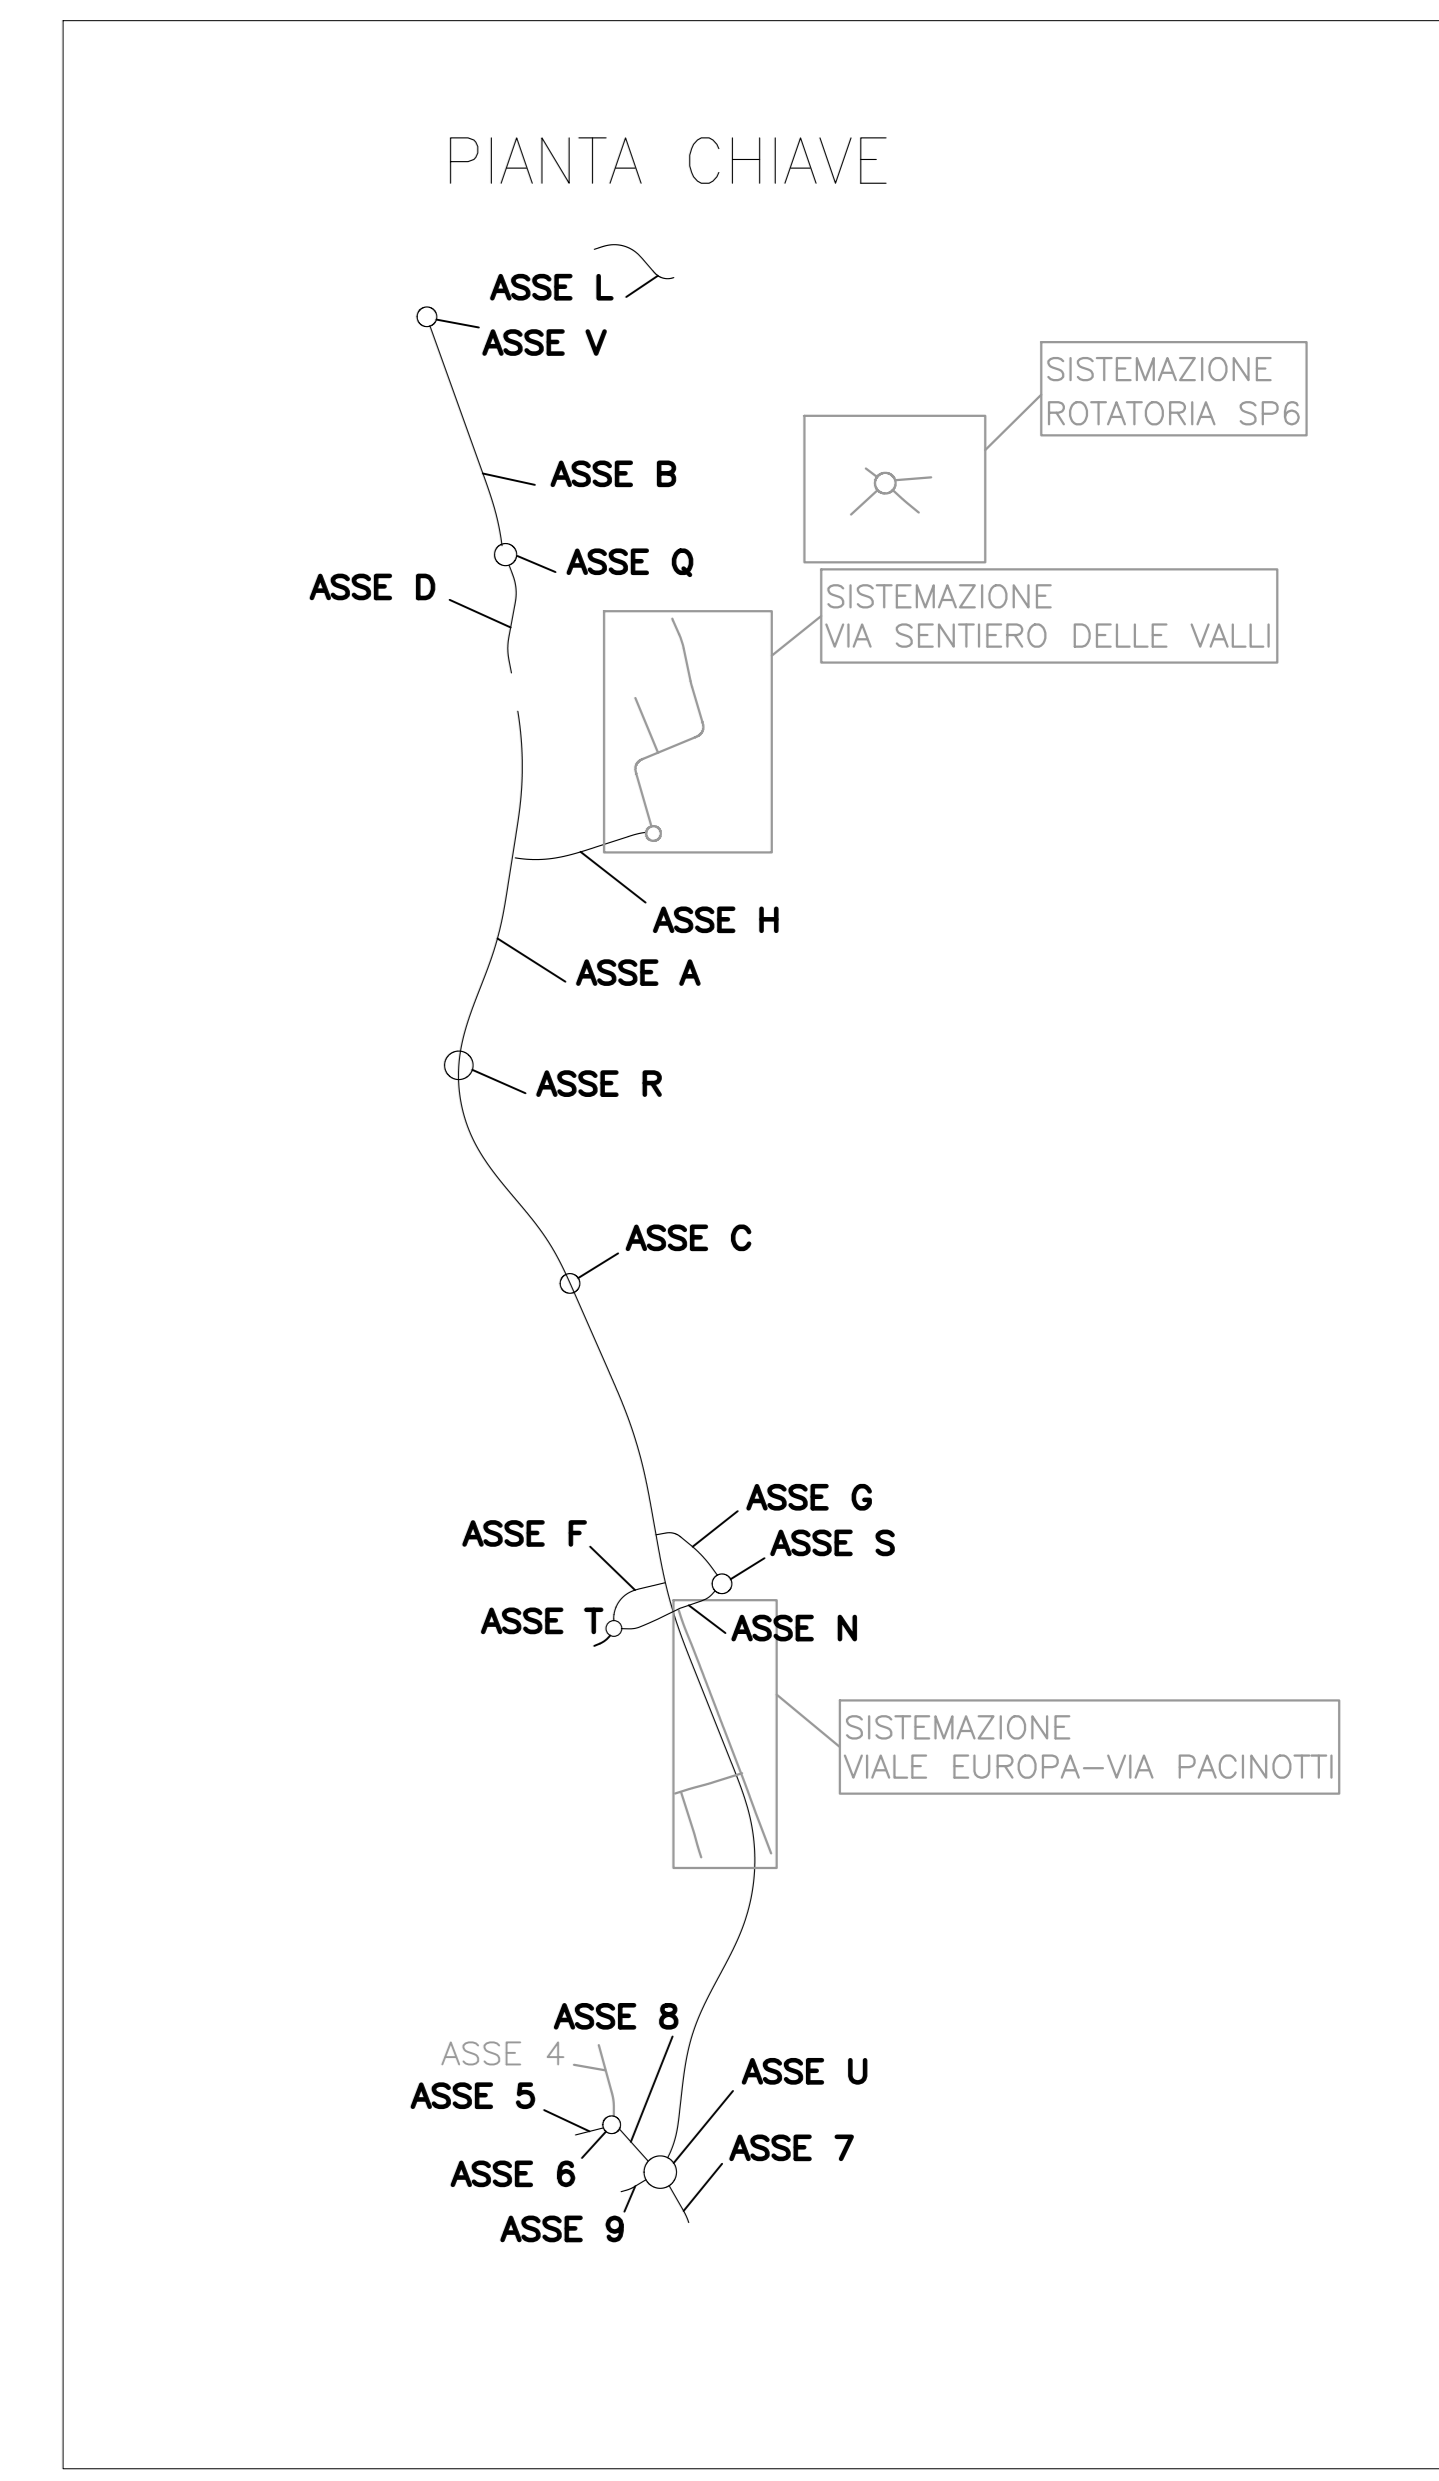 PIANTA CHIAVE
ASSE L
ASSE V
SISTEMAZIONE
ROTATORIA SP6
ASSE B
ASSE Q
ASSE D
SISTEMAZIONE
VIA SENTIERO DELLE VALLI
ASSE H
ASSE A
ASSE R
ASSE C
ASSE G
ASSE F
ASSE S
ASSE T
ASSE N
SISTEMAZIONE
VIALE EUROPA-VIA PACINOTTI
ASSE 8
ASSE 4
ASSE U
ASSE 5
ASSE 7
ASSE 6
ASSE 9